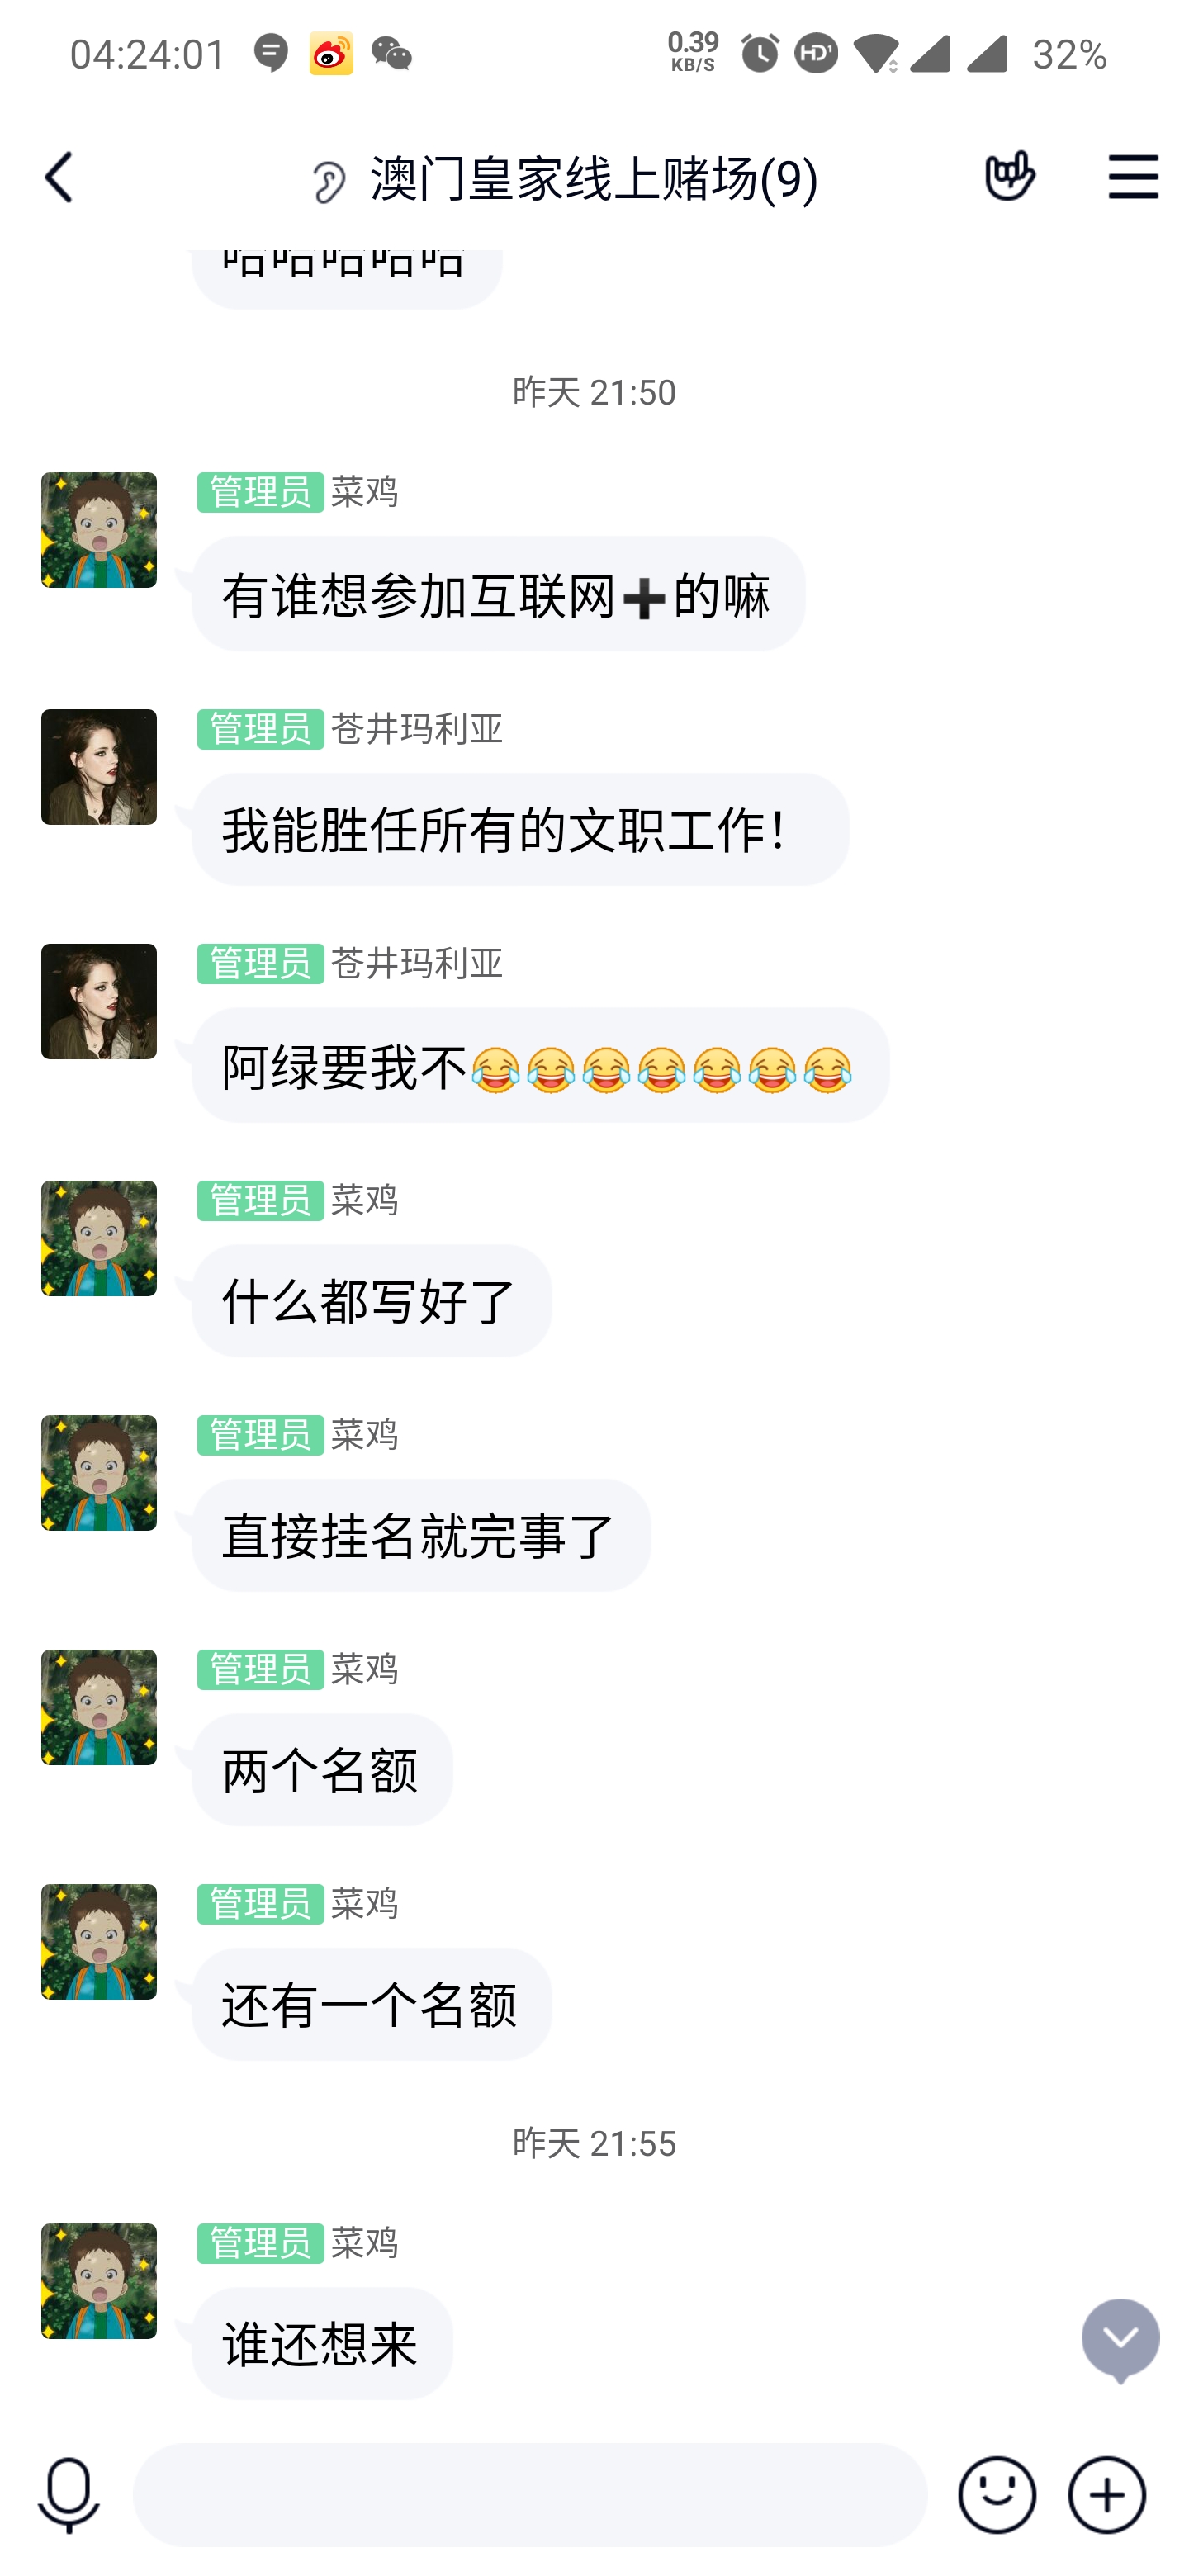 04:24:01
0.39
KB/S
HD¹
32%
澳门皇家线上赌场(9)
哈哈哈哈哈
昨天 21:50
管理员 菜鸡
有谁想参加互联网➕的嘛
管理员 苍井玛利亚
我能胜任所有的文职工作！
管理员 苍井玛利亚
阿绿要我不😂😂😂😂😂😂😂
管理员 菜鸡
什么都写好了
管理员 菜鸡
直接挂名就完事了
管理员 菜鸡
两个名额
管理员 菜鸡
还有一个名额
昨天 21:55
管理员 菜鸡
谁还想来